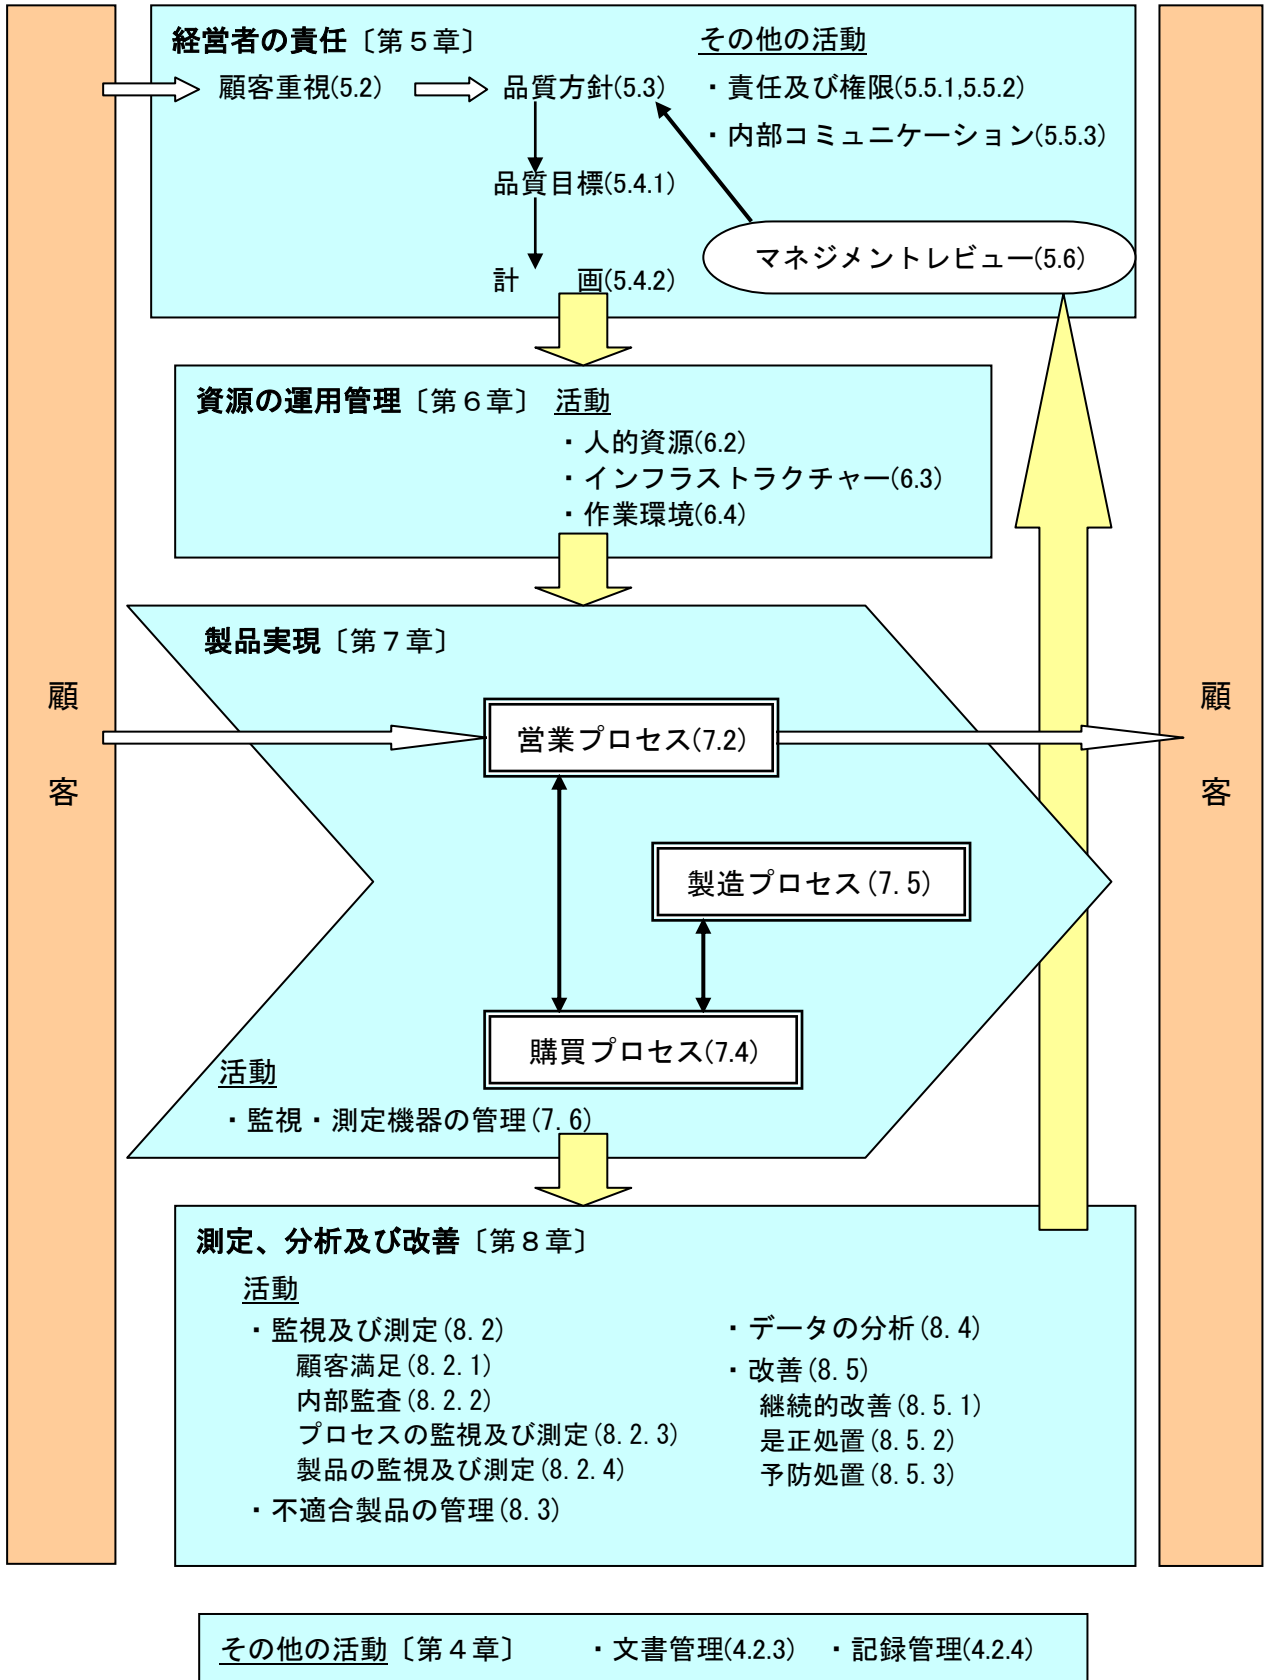 経営者の責任〔第5章〕 その他の活動
顧客重視(5.2) 品質方針(5.3) ・責任及び権限(5.5.1,5.5.2)
・内部コミュニケーション(5.5.3)
品質目標(5.4.1)
マネジメントレビュー(5.6)
計　　画(5.4.2)
資源の運用管理〔第6章〕 活動
・人的資源(6.2)
・インフラストラクチャー(6.3)
・作業環境(6.4)
製品実現〔第7章〕
顧客
顧客
営業プロセス(7.2)
製造プロセス(7.5)
購買プロセス(7.4)
活動
・監視・測定機器の管理(7.6)
測定、分析及び改善〔第8章〕
活動
・監視及び測定(8.2)
顧客満足(8.2.1)
内部監査(8.2.2)
プロセスの監視及び測定(8.2.3)
製品の監視及び測定(8.2.4)
・不適合製品の管理(8.3)
・データの分析(8.4)
・改善(8.5)
継続的改善(8.5.1)
是正処置(8.5.2)
予防処置(8.5.3)
その他の活動〔第4章〕 ・文書管理(4.2.3) ・記録管理(4.2.4)